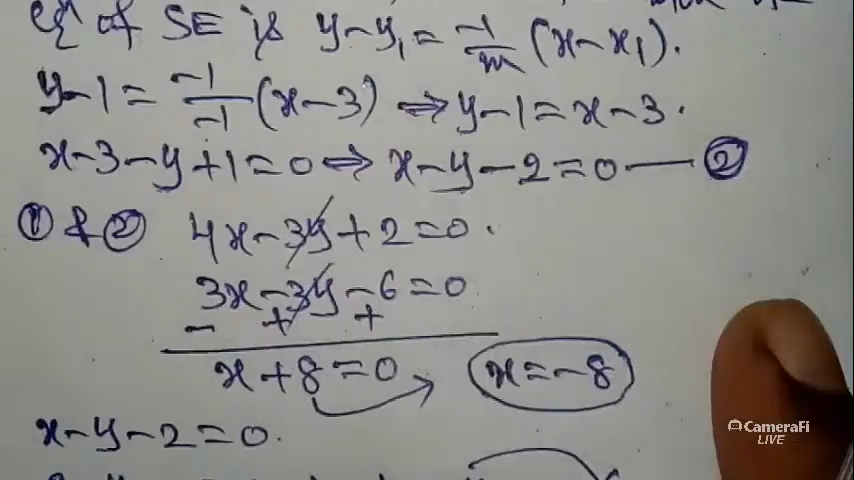 Eqn of SE is y-y₁ = -1/m (x-x₁).
y-1 = -1/-1 (x-3) ⇒ y-1 = x-3.
x-3-y+1=0 ⇒ x-y-2=0 — ②
① & ② 4x-3y+2=0.
3x-3y-6=0
- + +
x+8=0 → x=-8
x-y-2=0.
CameraFi
LIVE